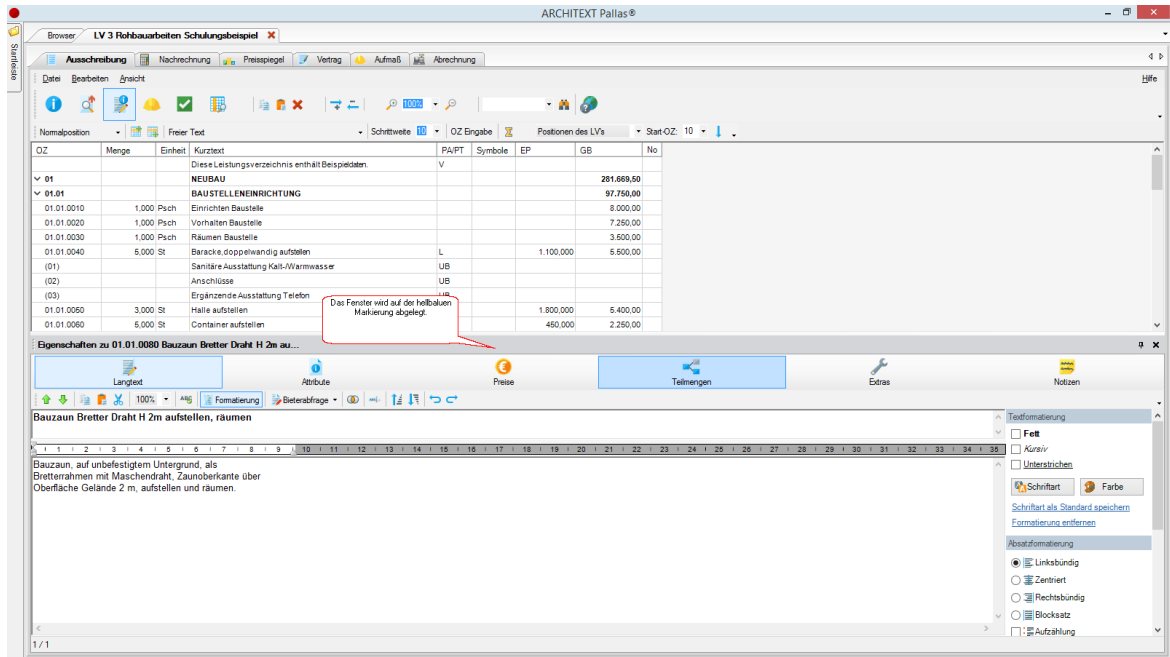 ARCHITEXT Pallas®
Startleiste
Browser LV 3 Rohbauarbeiten Schulungsbeispiel
Ausschreibung Nachrechnung Preisspiegel Vertrag Aufmaß Abrechnung
Datei Bearbeiten Ansicht Hilfe
100%
Normalposition Freier Text Schrittweite 10 OZ Eingabe Positionen des LV's Start-OZ: 10
OZ Menge Einheit Kurztext PA/PT Symbole EP GB No
Diese Leistungsverzeichnis enthält Beispieldaten. V
01 NEUBAU 281.669,50
01.01 BAUSTELLENEINRICHTUNG 97.750,00
01.01.0010 1,000 Psch Einrichten Baustelle 8.000,00
01.01.0020 1,000 Psch Vorhalten Baustelle 7.250,00
01.01.0030 1,000 Psch Räumen Baustelle 3.500,00
01.01.0040 5,000 St Baracke,doppelwandig aufstellen L 1.100,000 5.500,00
(01) Sanitäre Ausstattung Kalt-/Warmwasser UB
(02) Anschlüsse UB
(03) Ergänzende Ausstattung Telefon UB
01.01.0050 3,000 St Halle aufstellen 1.800,000 5.400,00
01.01.0060 5,000 St Container aufstellen 450,000 2.250,00
Das Fenster wird auf der hellbaluen
Markierung abgelegt.
Eigenschaften zu 01.01.0080 Bauzaun Bretter Draht H 2m au...
Langtext Attribute Preise Teilmengen Extras Notizen
100% ABC Formatierung Bieterabfrage
Bauzaun Bretter Draht H 2m aufstellen, räumen
1 2 3 4 5 6 7 8 9 10 11 12 13 14 15 16 17 18 19 20 21 22 23 24 25 26 27 28 29 30 31 32 33 34 35
Bauzaun, auf unbefestigtem Untergrund, als
Bretterrahmen mit Maschendraht, Zaunoberkante über
Oberfläche Gelände 2 m, aufstellen und räumen.
Textformatierung
Fett
Kursiv
Unterstrichen
Schriftart Farbe
Schriftart als Standard speichern
Formatierung entfernen
Absatzformatierung
Linksbündig
Zentriert
Rechtsbündig
Blocksatz
Aufzählung
1 / 1